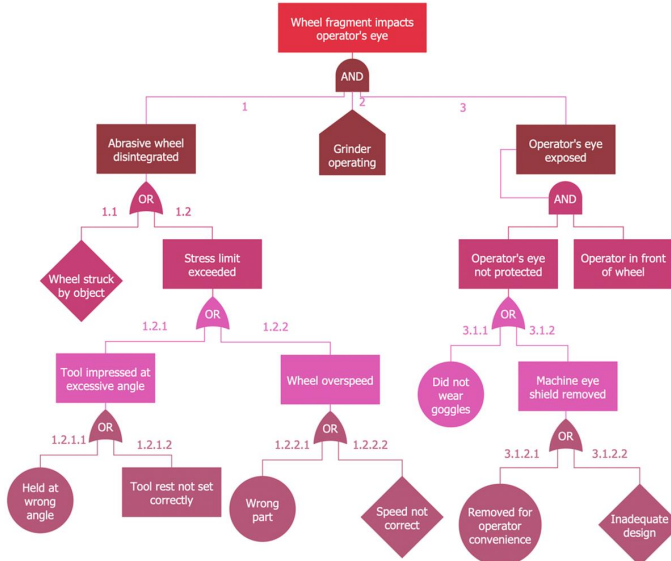 Wheel fragment impacts
operator's eye
AND
1
2
3
Abrasive wheel
disintegrated
Grinder
operating
Operator's eye
exposed
OR
AND
1.1
1.2
Wheel struck
by object
Stress limit
exceeded
Operator's eye
not protected
Operator in front
of wheel
OR
OR
1.2.1
1.2.2
3.1.1
3.1.2
Tool impressed at
excessive angle
Wheel overspeed
Did not
wear
goggles
Machine eye
shield removed
OR
OR
OR
1.2.1.1
1.2.1.2
1.2.2.1
1.2.2.2
3.1.2.1
3.1.2.2
Held at
wrong
angle
Tool rest not set
correctly
Wrong
part
Speed not
correct
Removed for
operator
convenience
Inadequate
design